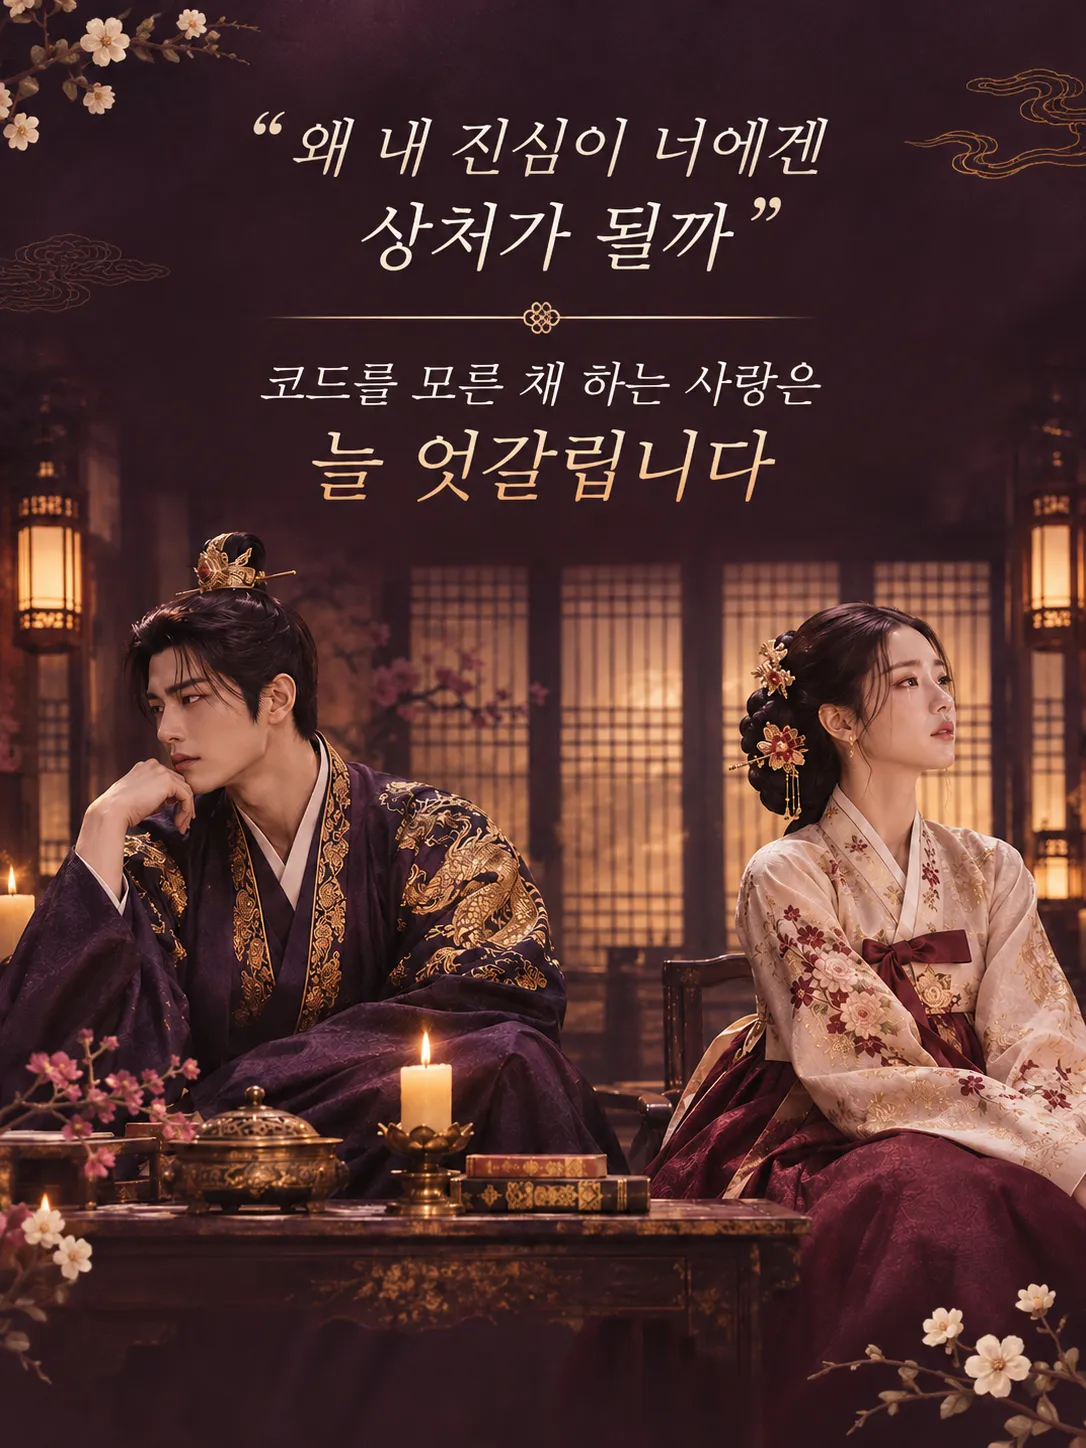 “왜 내 진심이 너에겐
상처가 될까”
코드를 모른 채 하는 사랑은
늘 엇갈립니다